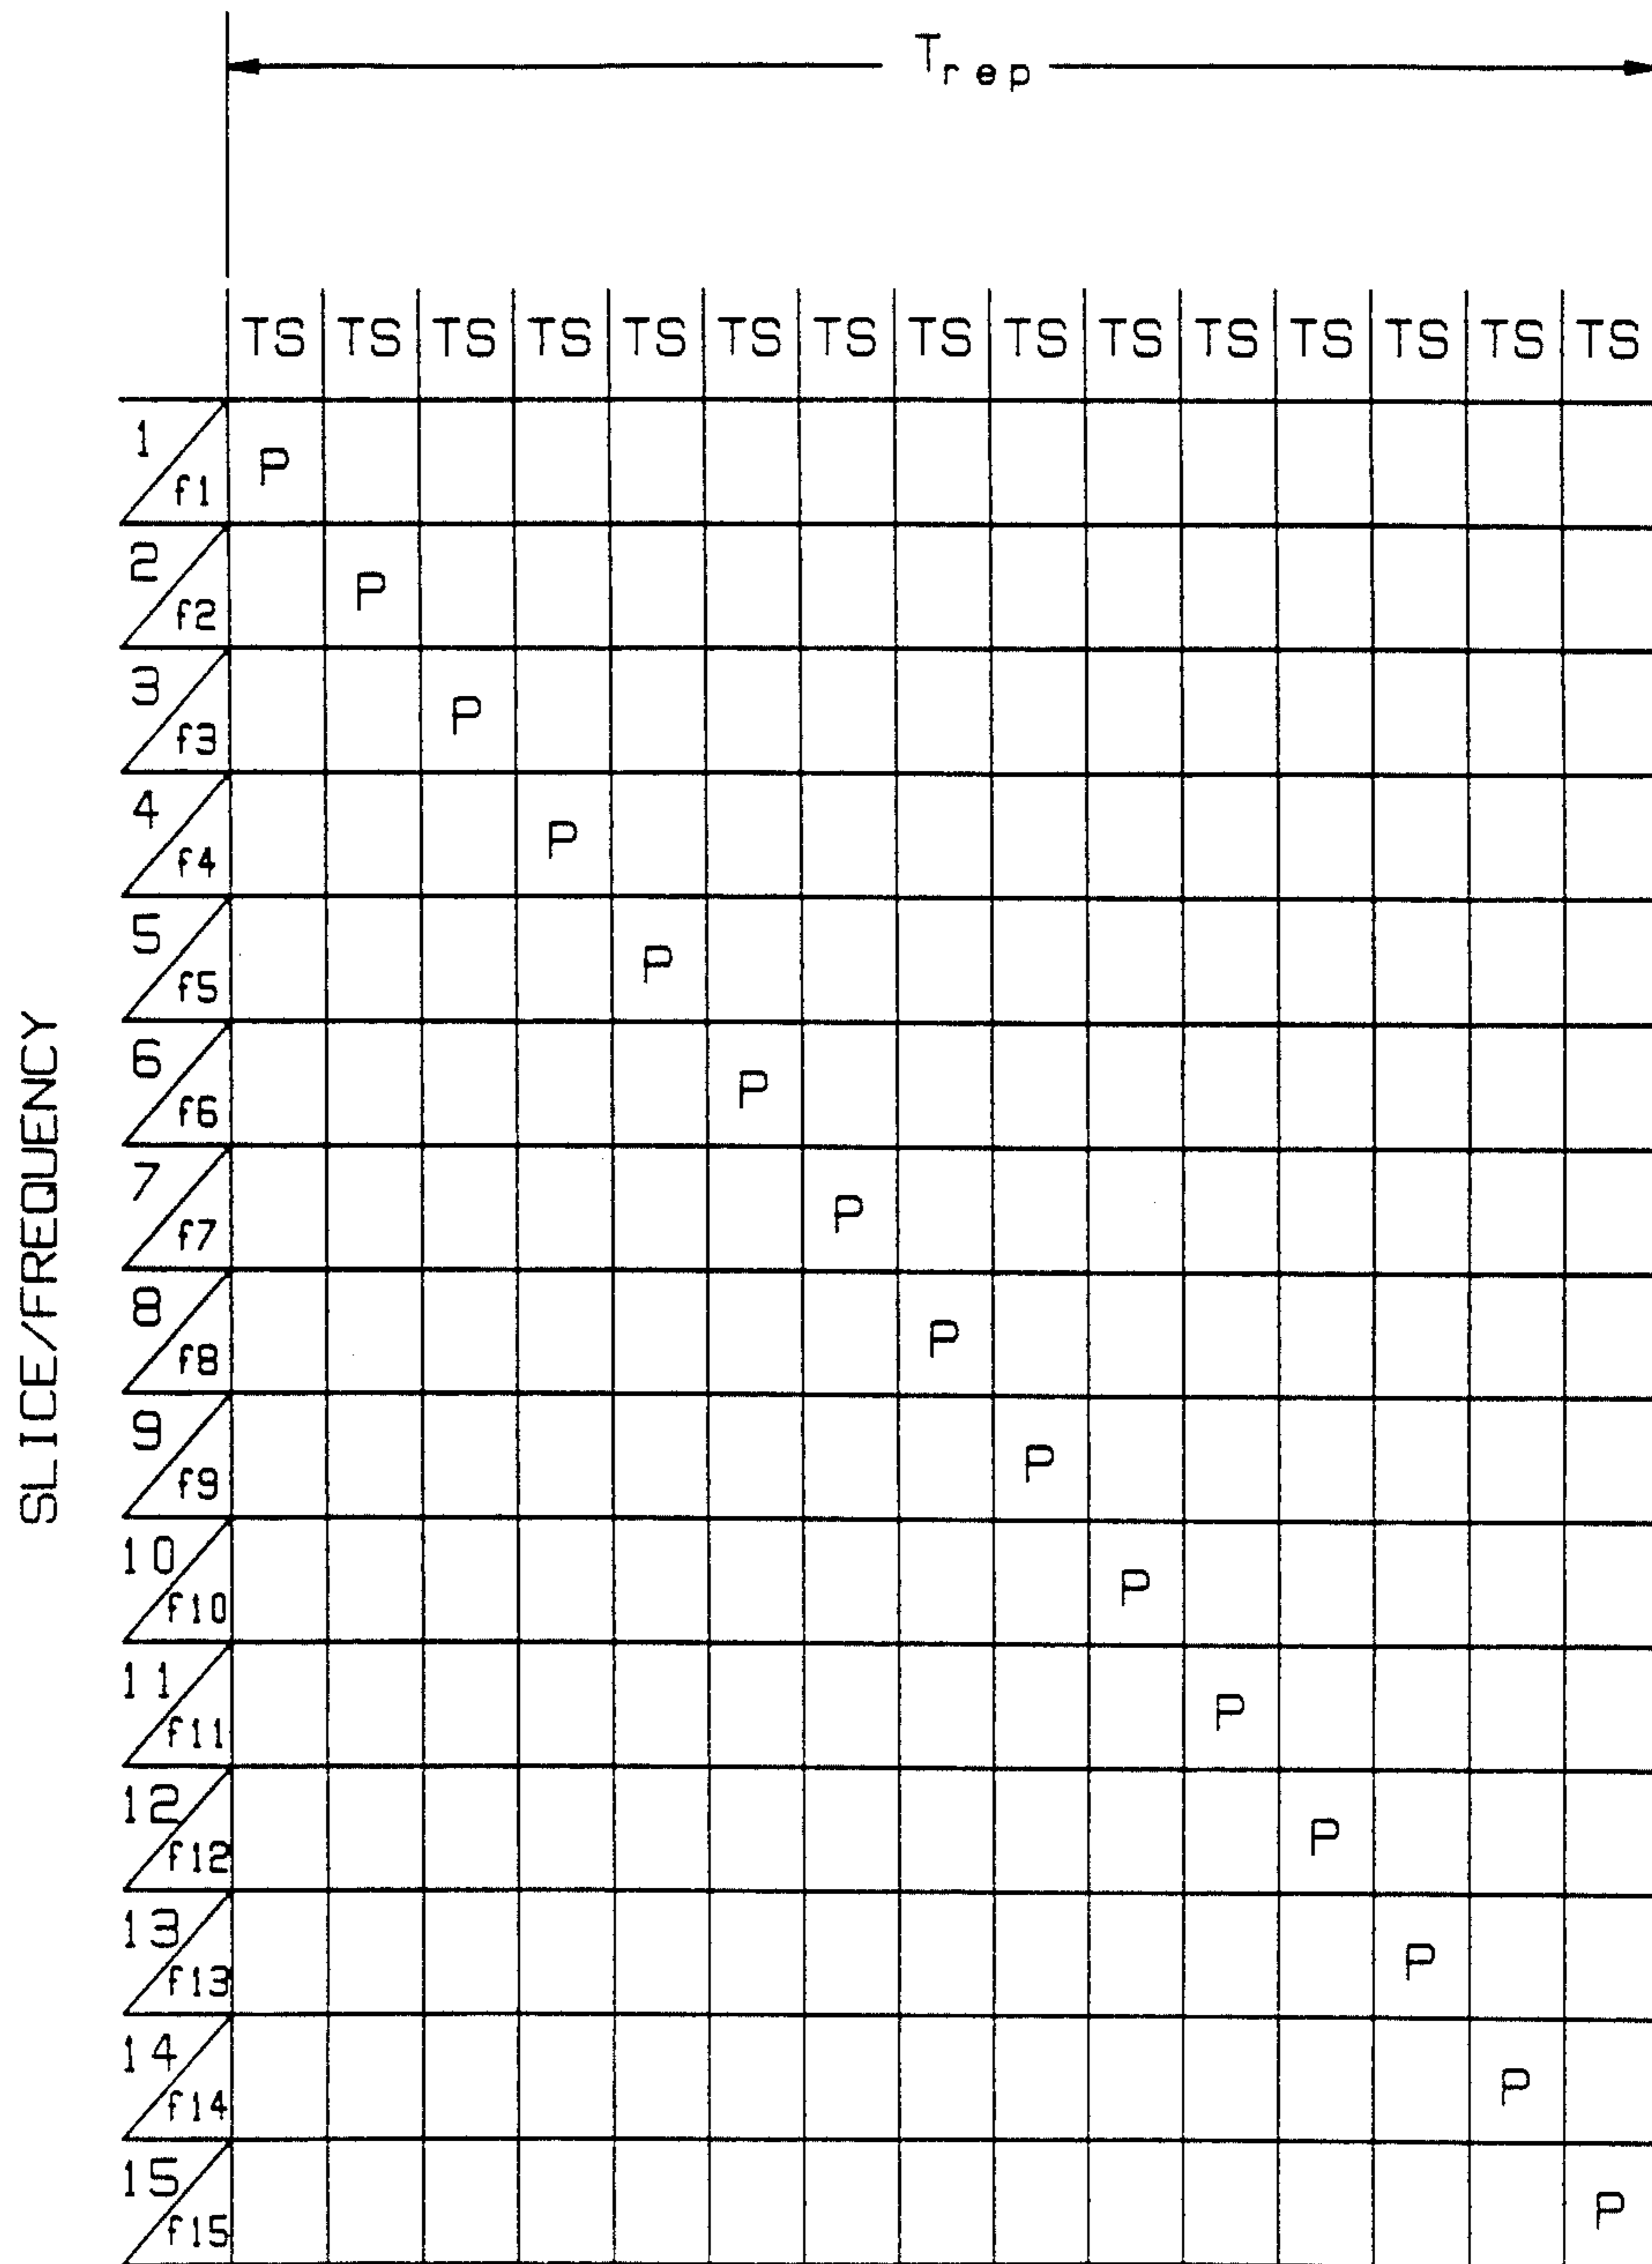 Trep
TS TS TS TS TS TS TS TS TS TS TS TS TS TS TS
SLICE/FREQUENCY
1 f1 P
2 f2 P
3 f3 P
4 f4 P
5 f5 P
6 f6 P
7 f7 P
8 f8 P
9 f9 P
10 f10 P
11 f11 P
12 f12 P
13 f13 P
14 f14 P
15 f15 P